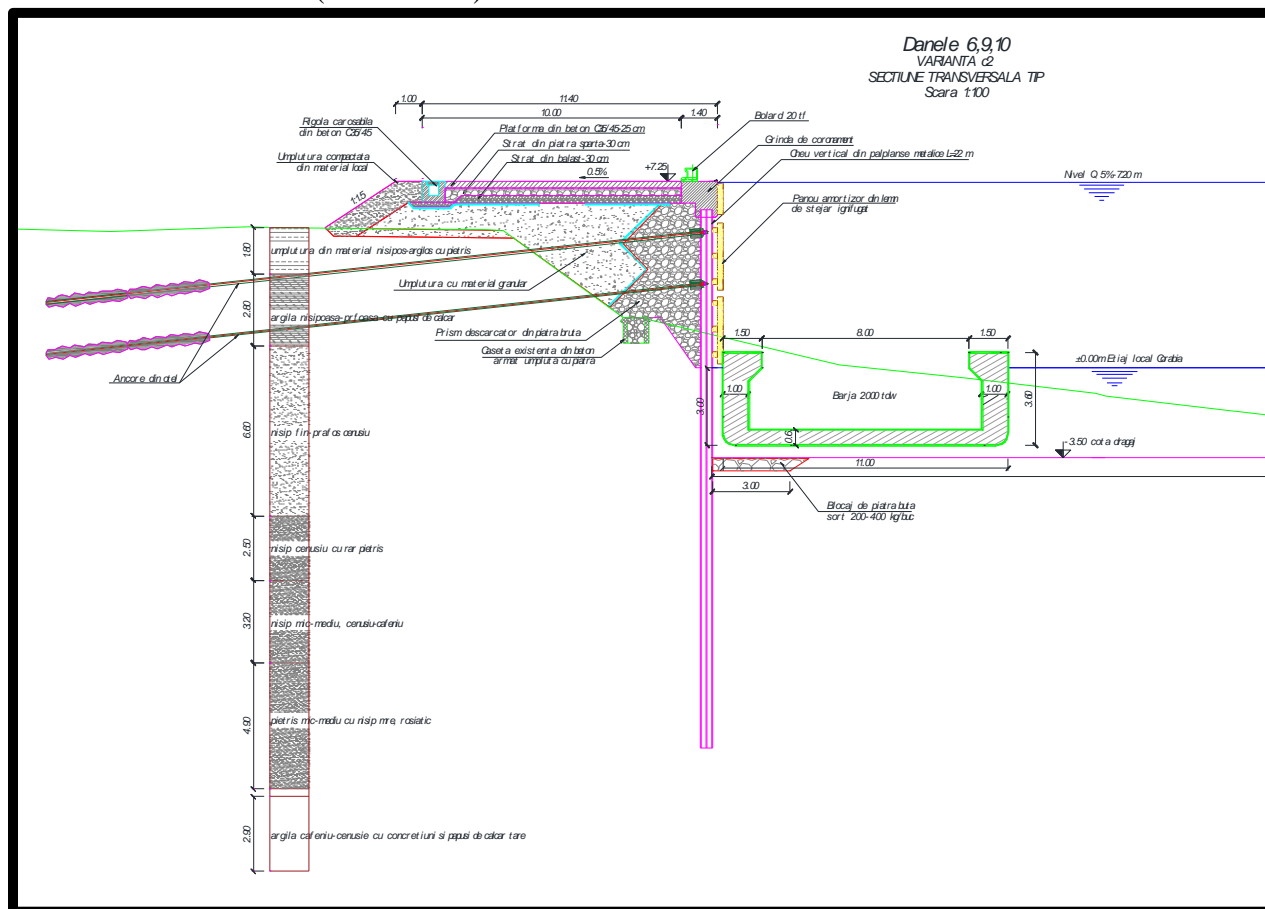 Danele 6,9,10
VARIANTA c2
SECTIUNE TRANSVERSALA TIP
Scara 1:100
1.00
11.40
10.00
1.40
Rigola carosabila
din beton C35/45
Platforma din beton C35/45-25 cm
Strat din piatra sparta-30 cm
Strat din balast-30 cm
Umplutura compactata
din material local
1:1.5
0.5%
+7.25
Bolard 20 tf
Grinda de coronament
Cheu vertical din palplanse metalice L=22 m
Panou amortizor din lemn
de stejar ignifugat
Nivel Q 5%-7.20 m
1.80
umplutura din material nisipos-argilos cu pietris
2.80
argila nisipoasa-prafoasa cu papusi de calcar
Umplutura cu material granular
Prism descarcator din piatra bruta
Caseta existenta din beton
armat umpluta cu piatra
Ancore din otel
1.50
8.00
1.50
±0.00m Etiaj local Corabia
1.00
Barja 2000 tdw
1.00
3.00
0.6
3.60
-3.50 cota dragaj
11.00
3.00
Blocaj de piatra buta
sort 200-400 kg/buc
6.60
nisip fin-prafos cenusiu
2.50
nisip cenusiu cu rar pietris
3.20
nisip mic-mediu, cenusiu-cafeniu
4.90
pietris mic-mediu cu nisip mre, rosiatic
2.90
argila cafeniu-cenusie cu concretiuni si papusi de calcar tare